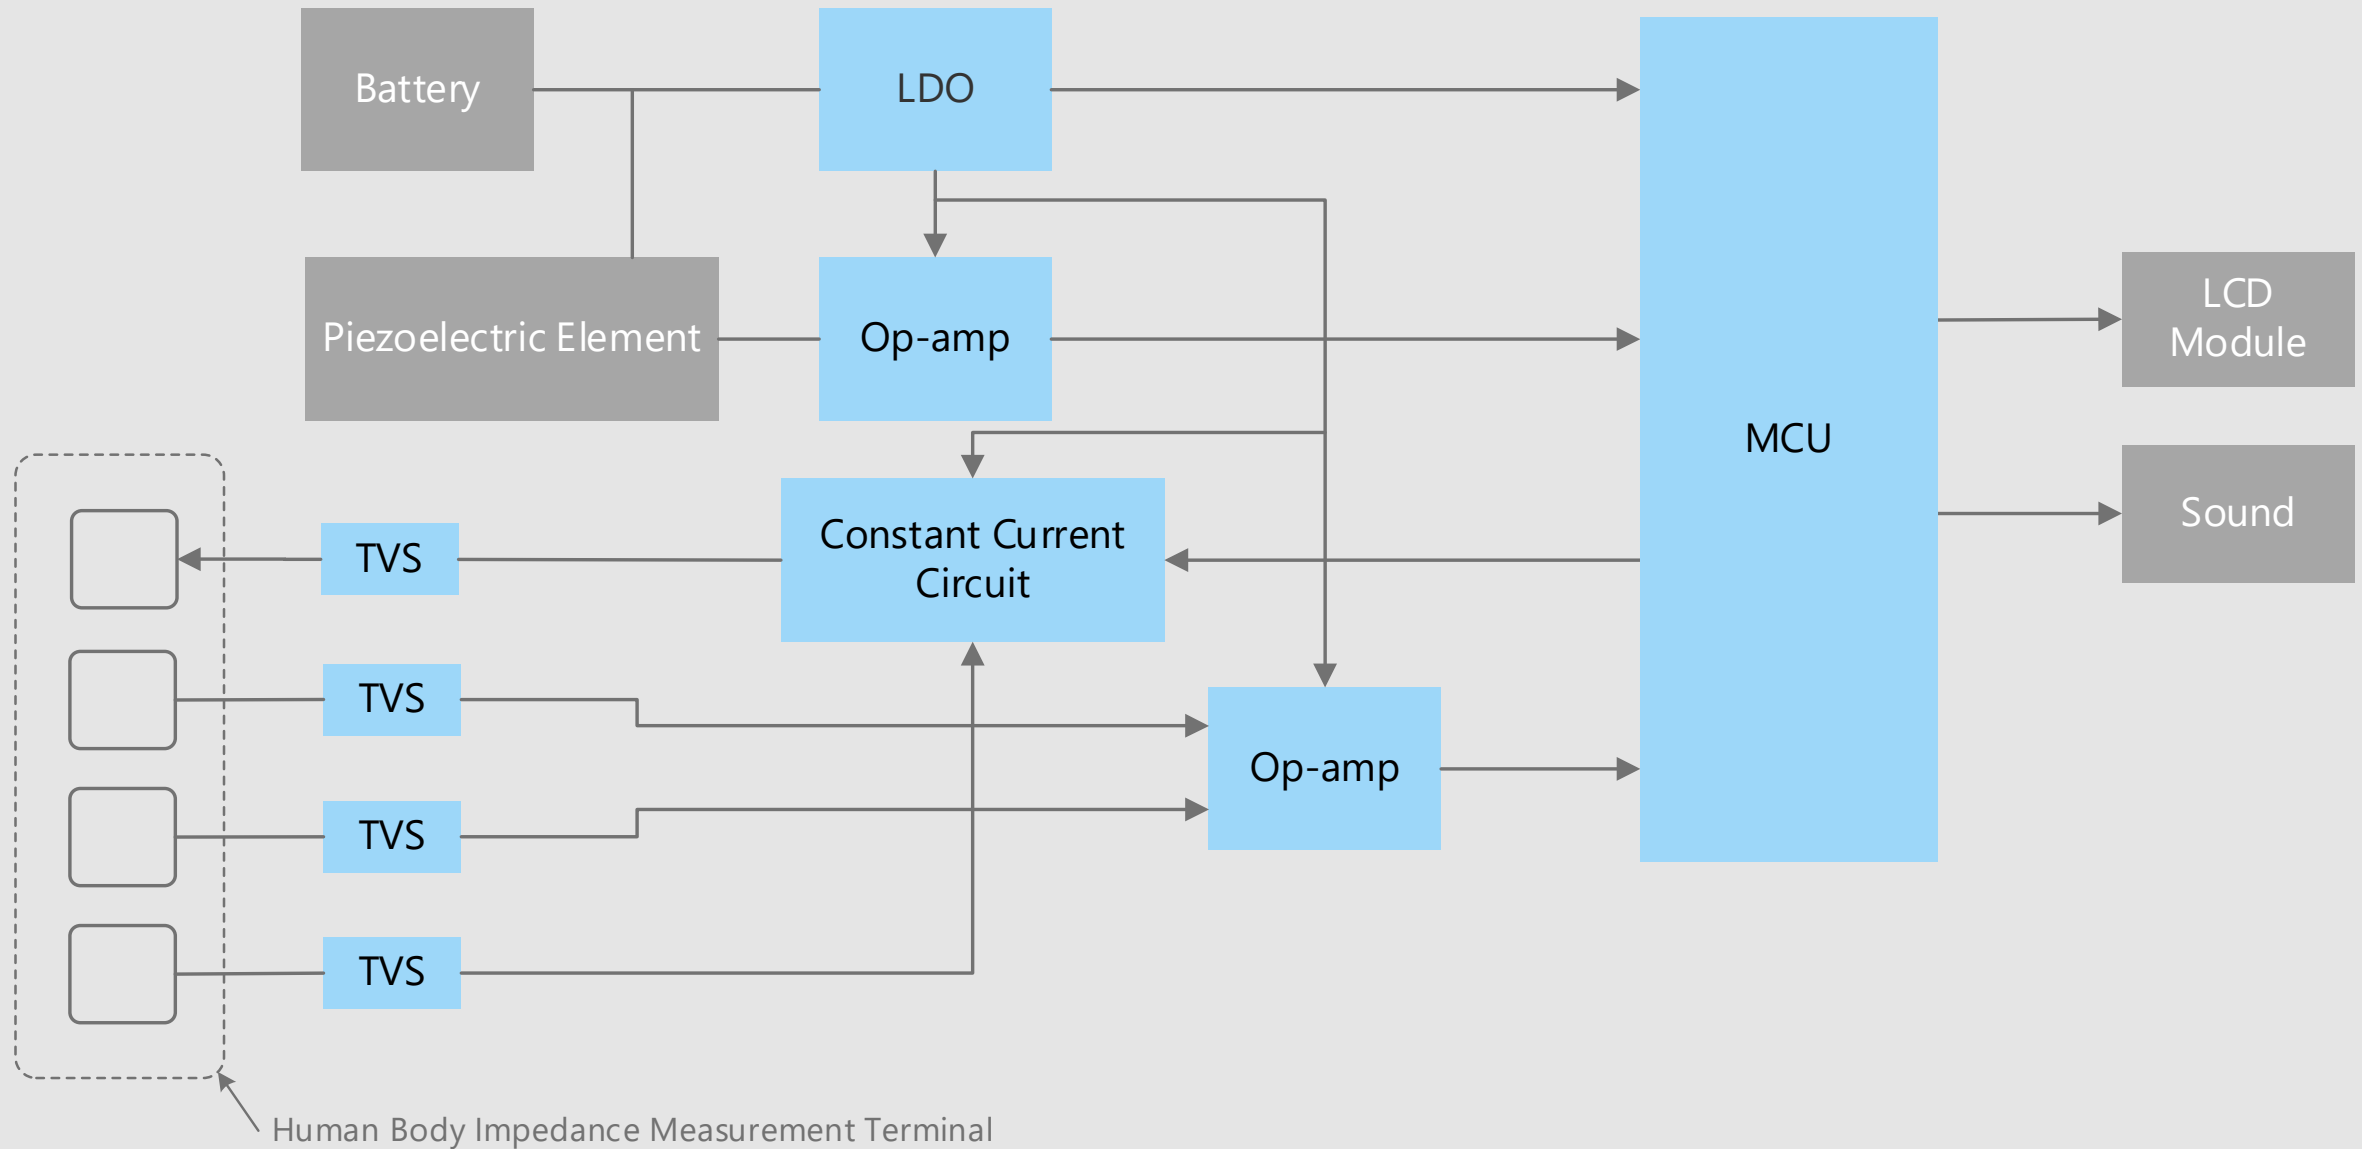 Battery
LDO
Piezoelectric Element
Op-amp
MCU
LCD
Module
Sound
Constant Current
Circuit
TVS
TVS
Op-amp
TVS
TVS
Human Body Impedance Measurement Terminal